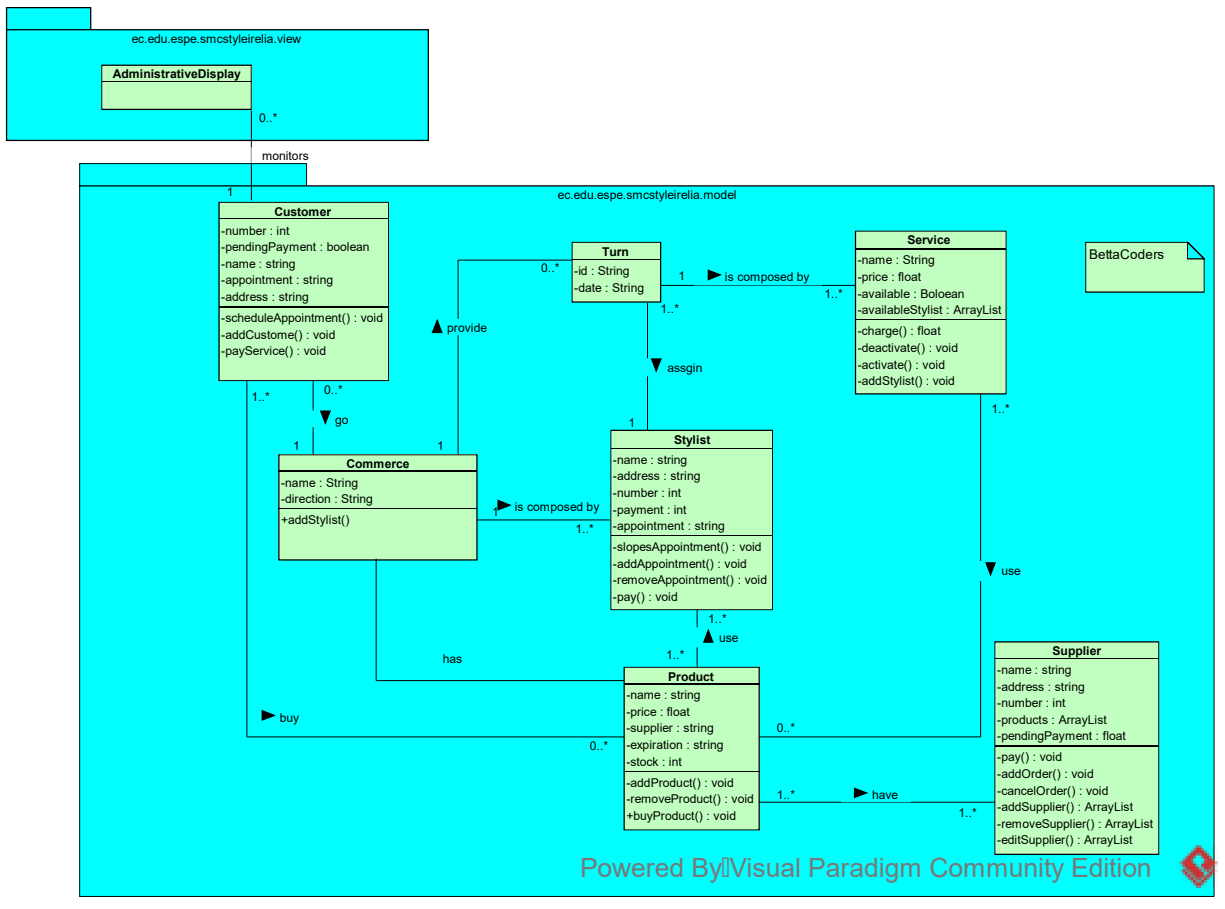 ec.edu.espe.smcstyleirelia.view
AdministrativeDisplay
0..*
monitors
1
ec.edu.espe.smcstyleirelia.model
Customer
-number : int
-pendingPayment : boolean
-name : string
-appointment : string
-address : string
-scheduleAppointment() : void
-addCustome() : void
-payService() : void
1..*
0..*
go
1
Turn
-id : String
-date : String
0..*
1
is composed by
1..*
1..*
provide
1
assgin
1
Service
-name : String
-price : float
-available : Boloean
-availableStylist : ArrayList
-charge() : float
-deactivate() : void
-activate() : void
-addStylist() : void
1..*
BettaCoders
Commerce
-name : String
-direction : String
+addStylist()
1
is composed by
1..*
Stylist
-name : string
-address : string
-number : int
-payment : int
-appointment : string
-slopesAppointment() : void
-addAppointment() : void
-removeAppointment() : void
-pay() : void
1..*
use
1..*
use
has
buy
0..*
Product
-name : string
-price : float
-supplier : string
-expiration : string
-stock : int
-addProduct() : void
-removeProduct() : void
+buyProduct() : void
0..*
1..*
have
1..*
Supplier
-name : string
-address : string
-number : int
-products : ArrayList
-pendingPayment : float
-pay() : void
-addOrder() : void
-cancelOrder() : void
-addSupplier() : ArrayList
-removeSupplier() : ArrayList
-editSupplier() : ArrayList
Powered By Visual Paradigm Community Edition